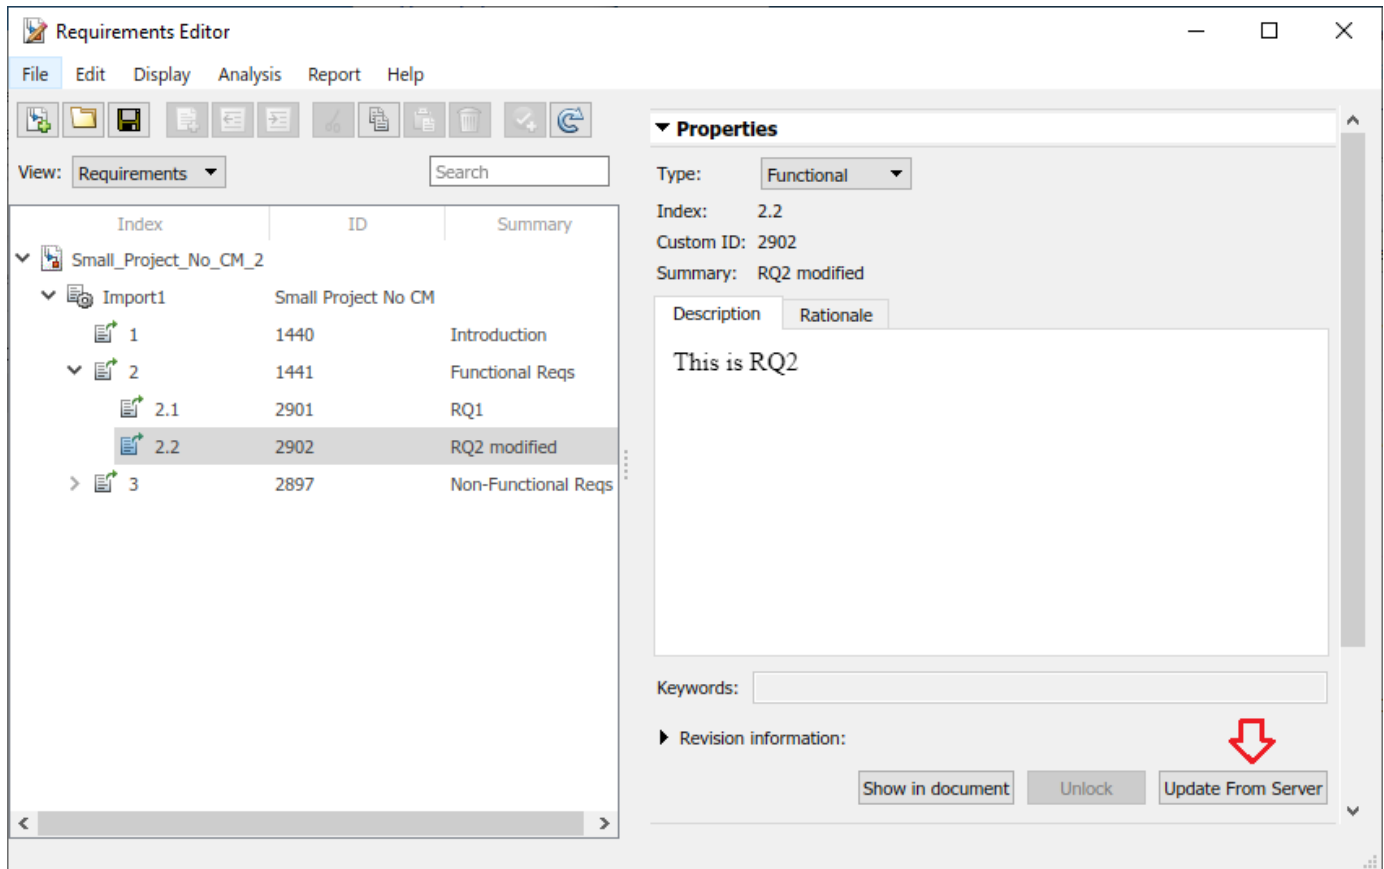 Requirements Editor
File Edit Display Analysis Report Help
View: Requirements Search
Index ID Summary
Small_Project_No_CM_2
Import1 Small Project No CM
1 1440 Introduction
2 1441 Functional Reqs
2.1 2901 RQ1
2.2 2902 RQ2 modified
3 2897 Non-Functional Reqs
Properties
Type: Functional
Index: 2.2
Custom ID: 2902
Summary: RQ2 modified
Description Rationale
This is RQ2
Keywords:
Revision information:
Show in document Unlock Update From Server